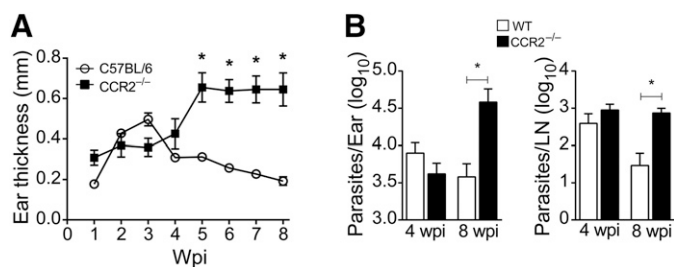 A
C57BL/6
CCR2⁻/⁻
Ear thickness (mm)
0.8
0.6
0.4
0.2
0.0
* * * *
0 1 2 3 4 5 6 7 8
Wpi
B
WT
CCR2⁻/⁻
Parasites/Ear (log₁₀)
5.0
4.5
4.0
3.5
3.0
*
4 wpi 8 wpi
Parasites/LN (log₁₀)
4
3
2
1
0
*
4 wpi 8 wpi